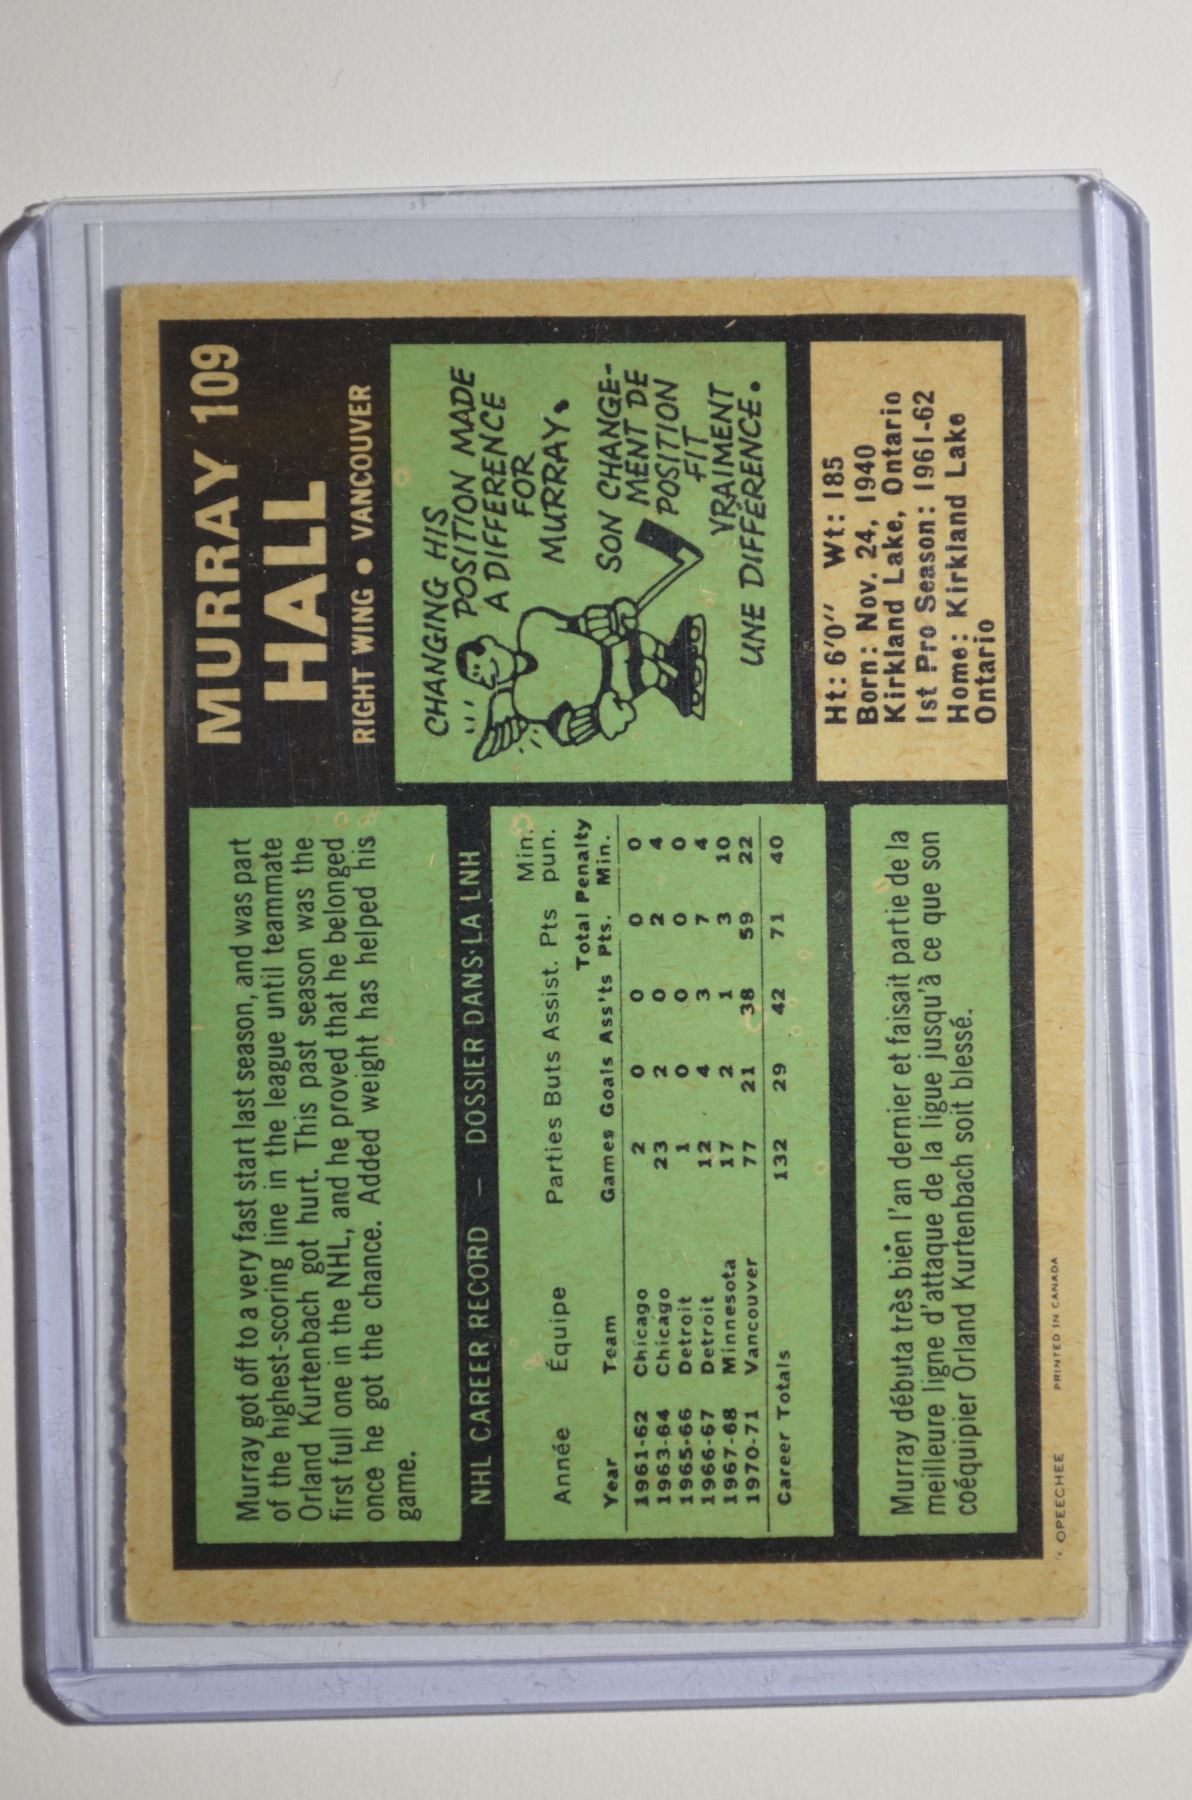 MURRAY 109
HALL
RIGHT WING • VANCOUVER
Murray got off to a very fast start last season, and was part
of the highest-scoring line in the league until teammate
Orland Kurtenbach got hurt. This past season was the
first full one in the NHL, and he proved that he belonged
once he got the chance. Added weight has helped his
game.
CHANGING HIS
POSITION MADE
A DIFFERENCE
FOR
MURRAY.
SON CHANGE-
MENT DE
POSITION
FIT
VRAIMENT
UNE DIFFÉRENCE.
NHL CAREER RECORD – DOSSIER DANS·LA LNH
Année Équipe Parties Buts Assist. Pts Min. pun.
Year Team Games Goals Ass'ts Total Pts. Penalty Min.
1961-62 Chicago 2 0 0 0 0
1963-64 Chicago 23 2 0 2 4
1965-66 Detroit 1 0 0 0 0
1966-67 Detroit 12 4 3 7 4
1967-68 Minnesota 17 2 1 3 10
1970-71 Vancouver 77 21 38 59 22
Career Totals 132 29 42 71 40
Ht: 6'0" Wt: 185
Born: Nov. 24, 1940
Kirkland Lake, Ontario
1st Pro Season: 1961-62
Home: Kirkland Lake
Ontario
Murray débuta très bien l'an dernier et faisait partie de la
meilleure ligne d'attaque de la ligue jusqu'à ce que son
coéquipier Orland Kurtenbach soit blessé.
OPEECHEE PRINTED IN CANADA